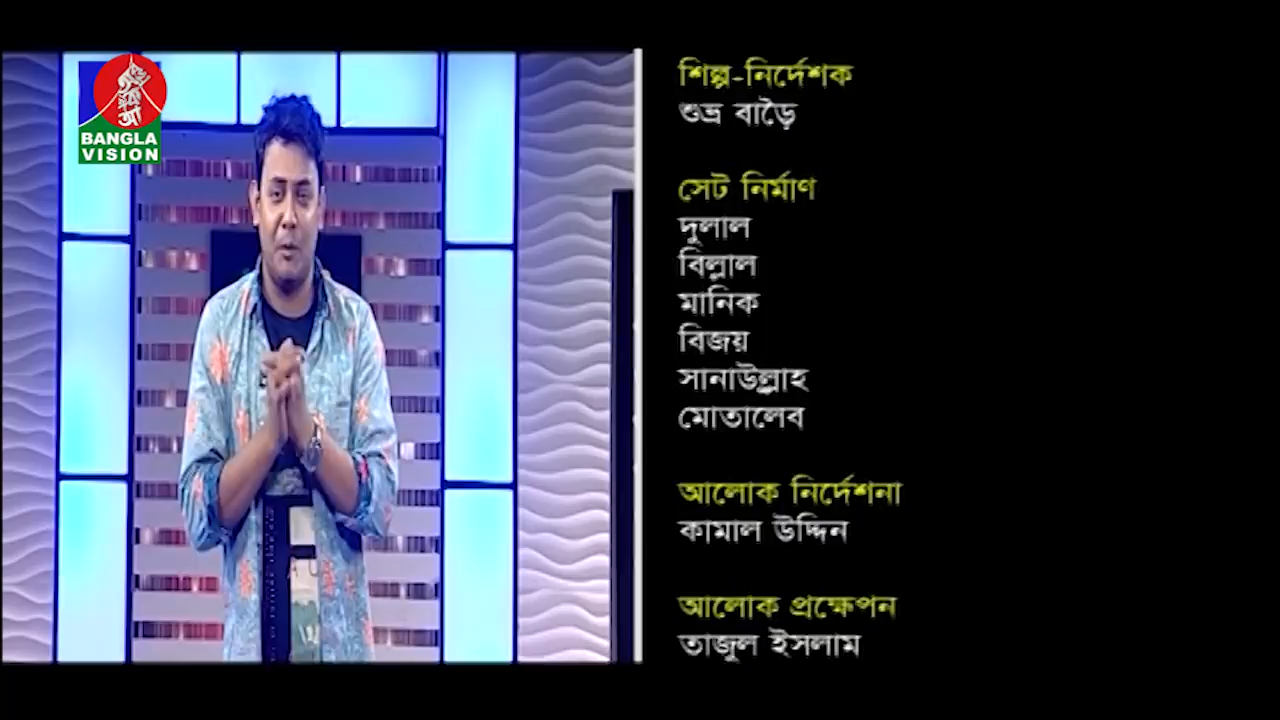 BANGLA
VISION
শিল্প-নির্দেশক
শুভ্র বাড়ৈ
সেট নির্মাণ
দুলাল
বিল্লাল
মানিক
বিজয়
সানাউল্লাহ
মোতালেব
আলোক নির্দেশনা
কামাল উদ্দিন
আলোক প্রক্ষেপন
তাজুল ইসলাম